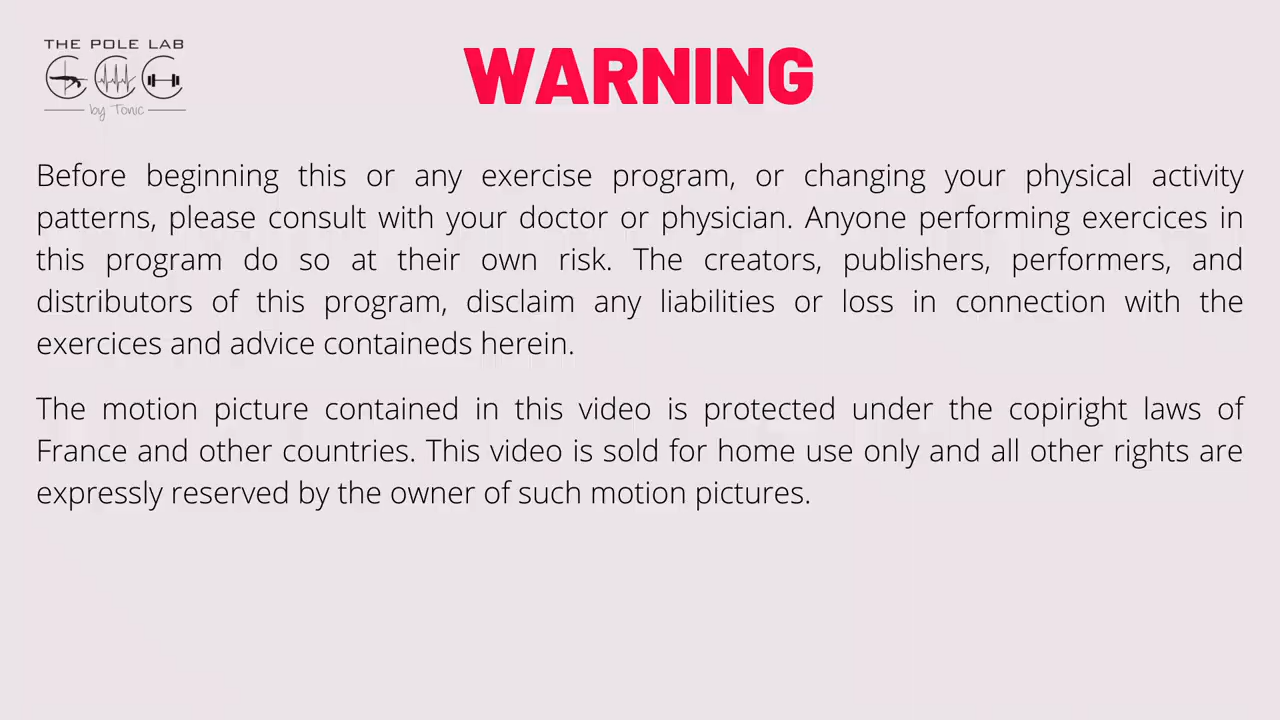 THE POLE LAB
by Tonic
WARNING
Before beginning this or any exercise program, or changing your physical activity
patterns, please consult with your doctor or physician. Anyone performing exercices in
this program do so at their own risk. The creators, publishers, performers, and
distributors of this program, disclaim any liabilities or loss in connection with the
exercices and advice containeds herein.
The motion picture contained in this video is protected under the copiright laws of
France and other countries. This video is sold for home use only and all other rights are
expressly reserved by the owner of such motion pictures.